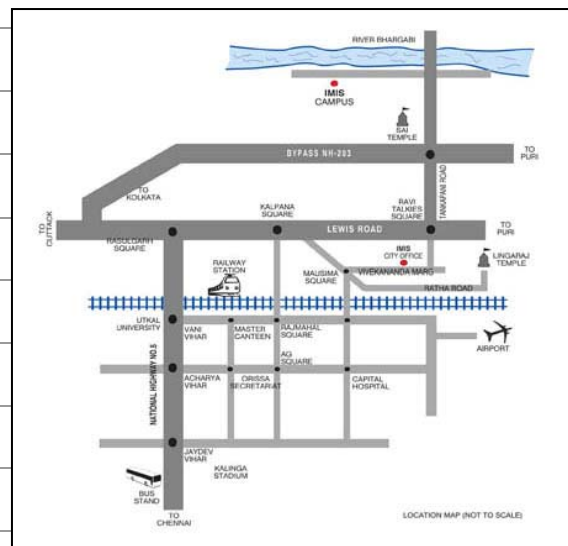 RIVER BHARGABI
IMIS
CAMPUS
SAI
TEMPLE
BYPASS NH-203
TO
PURI
TANKAPANI ROAD
TO
KOLKATA
TO
CUTTACK
KALPANA
SQUARE
RAVI
TALKIES
SQUARE
LEWIS ROAD
TO
PURI
RASULGARH
SQUARE
RAILWAY
STATION
MAUSIMA
SQUARE
IMIS
CITY OFFICE
VIVEKANANDA MARG
LINGARAJ
TEMPLE
RATHA ROAD
UTKAL
UNIVERSITY
VANI
VIHAR
MASTER
CANTEEN
RAJMAHAL
SQUARE
AIRPORT
AG
SQUARE
NATIONAL HIGHWAY NO.5
ACHARYA
VIHAR
ORISSA
SECRETARIAT
CAPITAL
HOSPITAL
JAYDEV
VIHAR
KALINGA
STADIUM
BUS
STAND
TO
CHENNAI
LOCATION MAP (NOT TO SCALE)